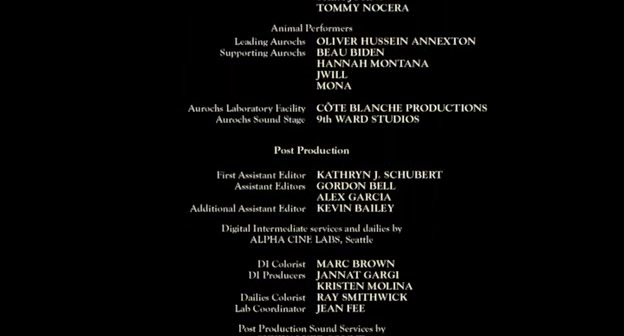 TOMMY NOCERA
Animal Performers
Leading Aurochs OLIVER HUSSEIN ANNEXTON
Supporting Aurochs BEAU BIDEN
HANNAH MONTANA
JWILL
MONA
Aurochs Laboratory Facility CÔTE BLANCHE PRODUCTIONS
Aurochs Sound Stage 9th WARD STUDIOS
Post Production
First Assistant Editor KATHRYN J. SCHUBERT
Assistant Editors GORDON BELL
ALEX GARCIA
Additional Assistant Editor KEVIN BAILEY
Digital Intermediate services and dailies by
ALPHA CINE LABS, Seattle
DI Colorist MARC BROWN
DI Producers JANNAT GARGI
KRISTEN MOLINA
Dailies Colorist RAY SMITHWICK
Lab Coordinator JEAN FEE
Post Production Sound Services by